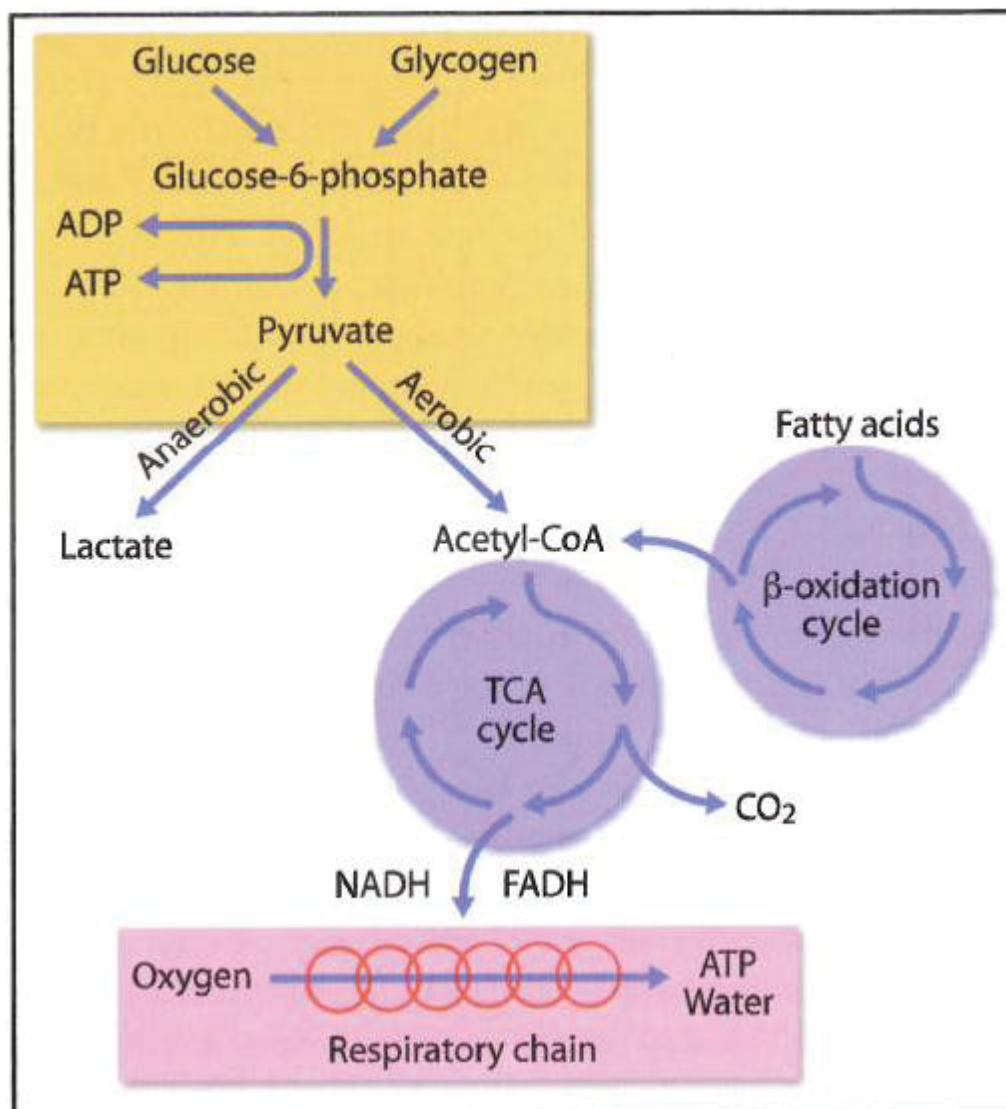 Glucose
Glycogen
Glucose-6-phosphate
ADP
ATP
Pyruvate
Anaerobic
Aerobic
Fatty acids
Lactate
Acetyl-CoA
β-oxidation
cycle
TCA
cycle
CO₂
NADH
FADH
Oxygen
ATP
Water
Respiratory chain